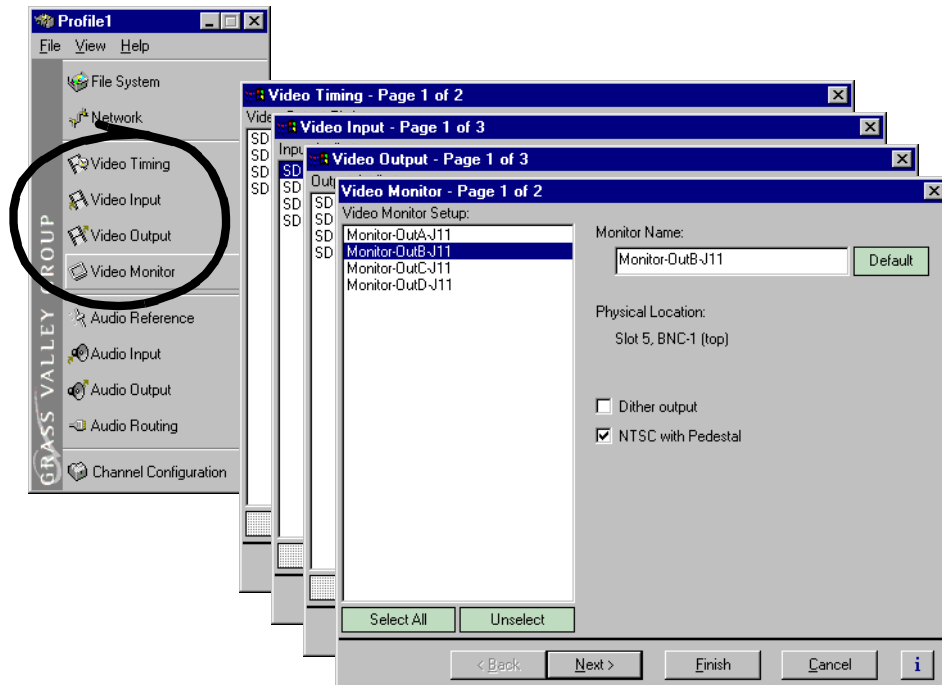 Profile1
File View Help
File System
Network
Video Timing
Video Input
Video Output
Video Monitor
Audio Reference
Audio Input
Audio Output
Audio Routing
Channel Configuration
GRASS VALLEY GROUP
Video Timing - Page 1 of 2
SD
SD
SD
SD
Video Input - Page 1 of 3
SD
SD
SD
SD
Video Output - Page 1 of 3
SD
SD
SD
SD
Video Monitor - Page 1 of 2
Video Monitor Setup:
Monitor-OutA-J11
Monitor-OutB-J11
Monitor-OutC-J11
Monitor-OutD-J11
Select All Unselect
Monitor Name:
Monitor-OutB-J11 Default
Physical Location:
Slot 5, BNC-1 (top)
Dither output
NTSC with Pedestal
< Back Next > Finish Cancel i